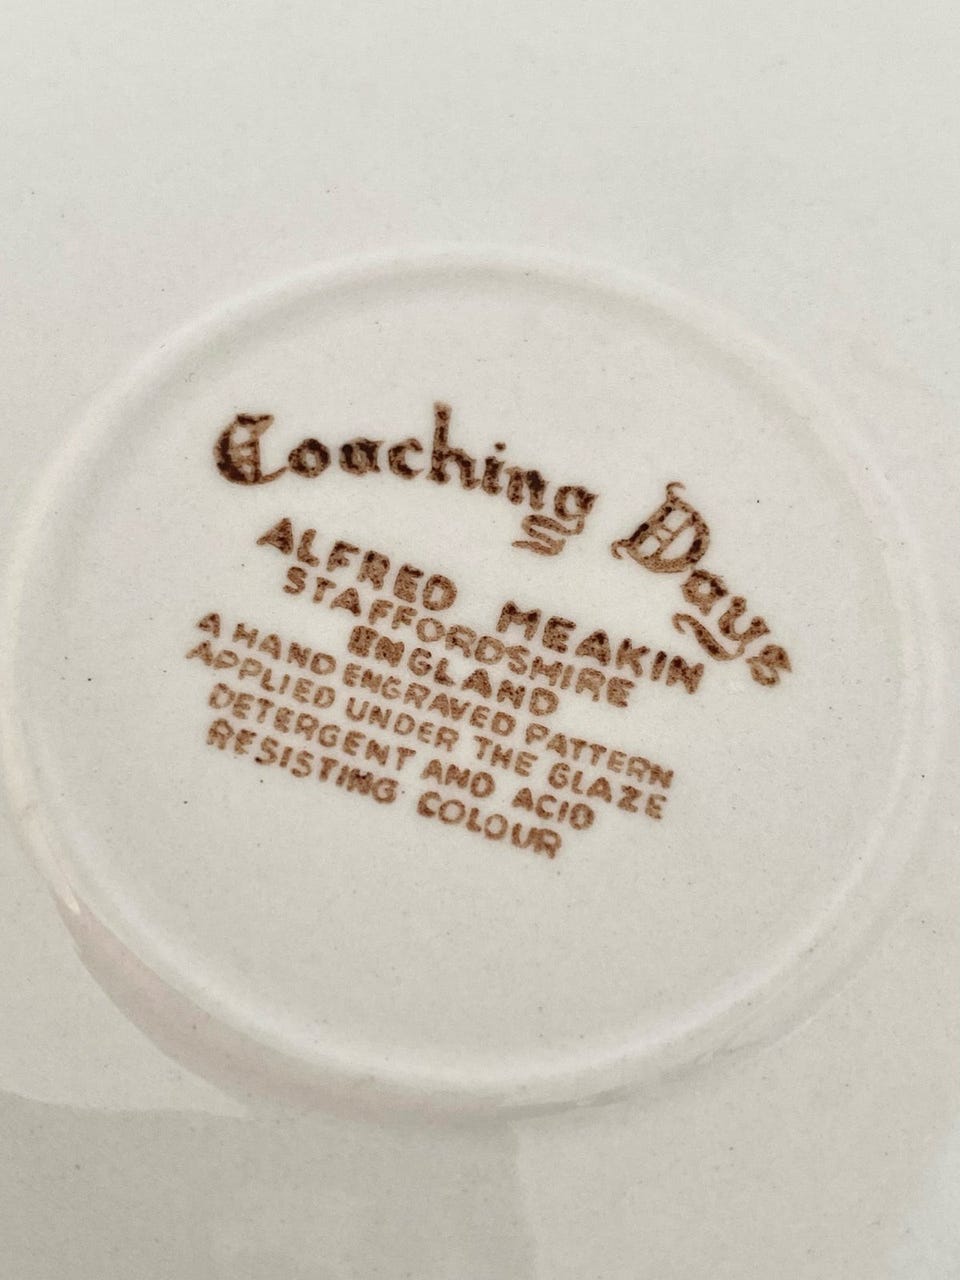 Coaching Days
ALFRED MEAKIN
STAFFORDSHIRE
ENGLAND
A HAND ENGRAVED PATTERN
APPLIED UNDER THE GLAZE
DETERGENT AND ACID
RESISTING COLOUR